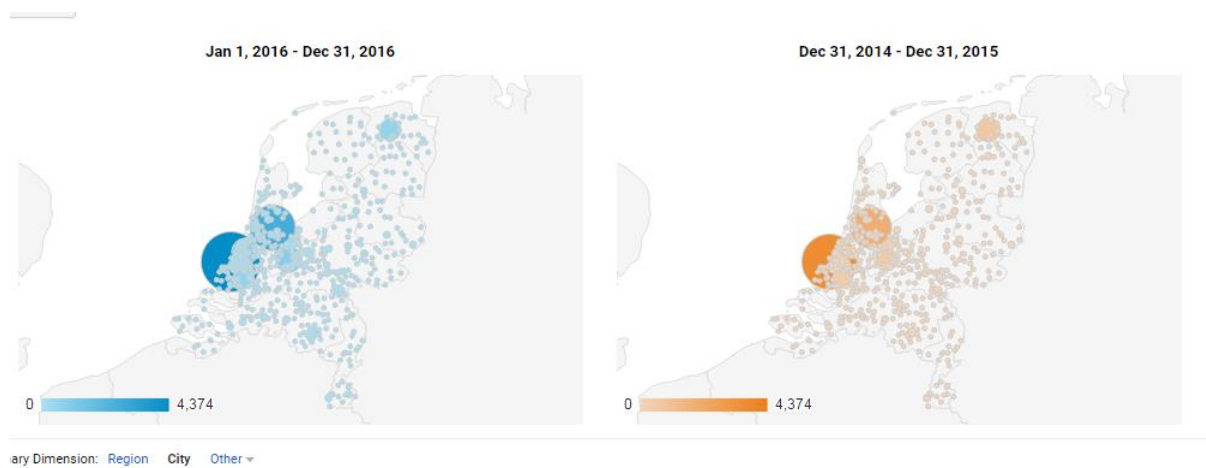 Jan 1, 2016 - Dec 31, 2016
Dec 31, 2014 - Dec 31, 2015
0 4,374
0 4,374
ary Dimension: Region City Other